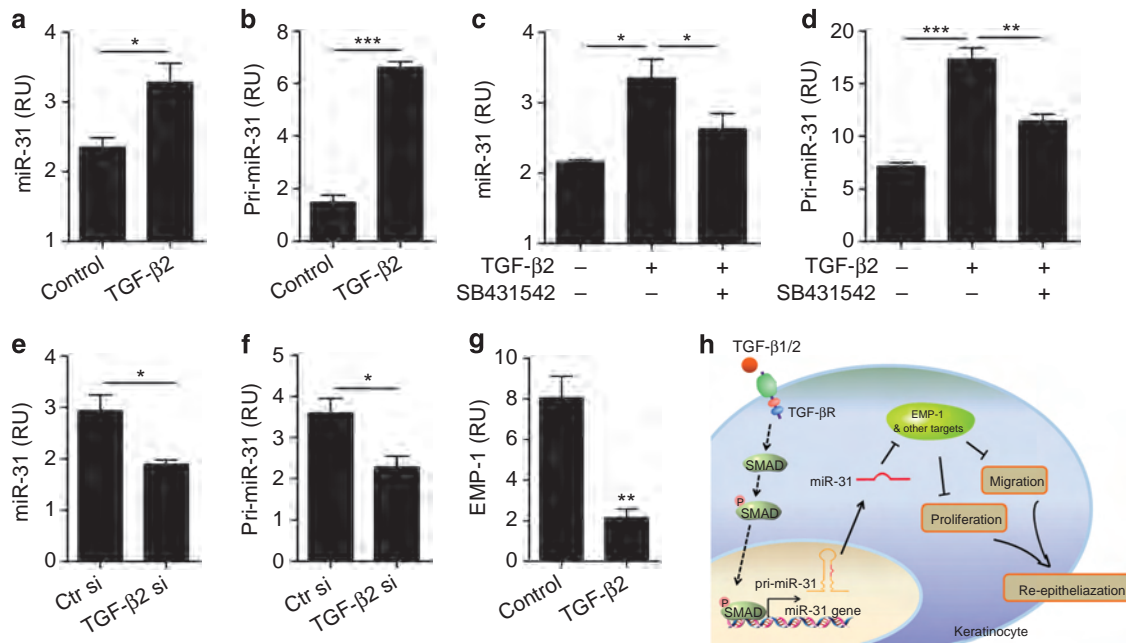 a
*
4
3
2
1
miR-31 (RU)
Control
TGF-β2
b
***
8
6
4
2
0
Pri-miR-31 (RU)
Control
TGF-β2
c
*
*
4
3
2
1
miR-31 (RU)
TGF-β2 – + +
SB431542 – – +
d
***
**
20
15
10
5
0
Pri-miR-31 (RU)
TGF-β2 – + +
SB431542 – – +
e
*
4
3
2
1
0
miR-31 (RU)
Ctr si
TGF-β2 si
f
*
5
4
3
2
1
0
Pri-miR-31 (RU)
Ctr si
TGF-β2 si
g
10
8
6
4
2
0
**
EMP-1 (RU)
Control
TGF-β2
h
TGF-β1/2
TGF-βR
SMAD
P
SMAD
P
SMAD
pri-miR-31
miR-31 gene
miR-31
EMP-1
& other targets
Migration
Proliferation
Re-epitheliazation
Keratinocyte